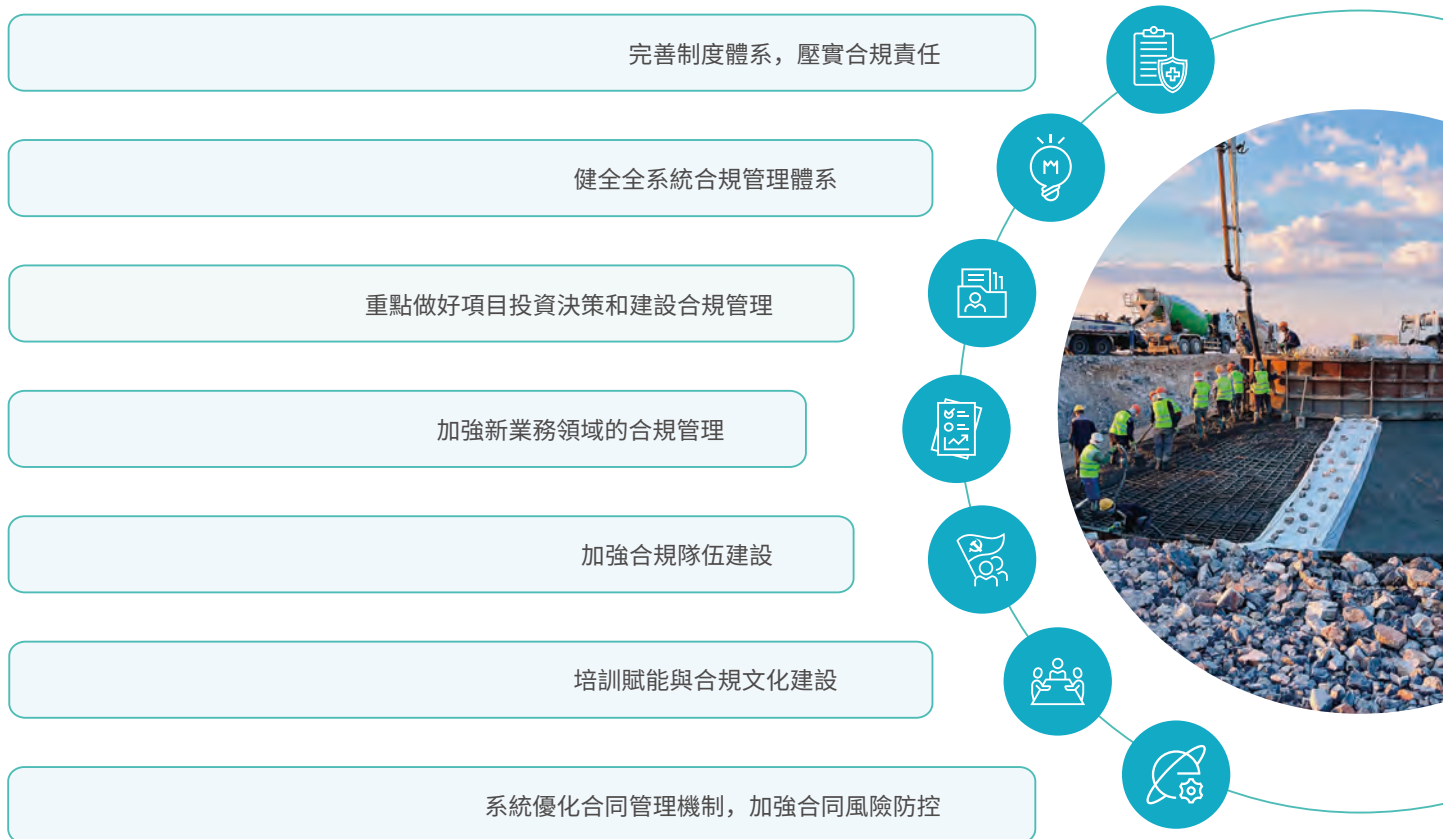 完善制度體系，壓實合規責任
健全全系統合規管理體系
重點做好項目投資決策和建設合規管理
加強新業務領域的合規管理
加強合規隊伍建設
培訓賦能與合規文化建設
系統優化合同管理機制，加強合同風險防控